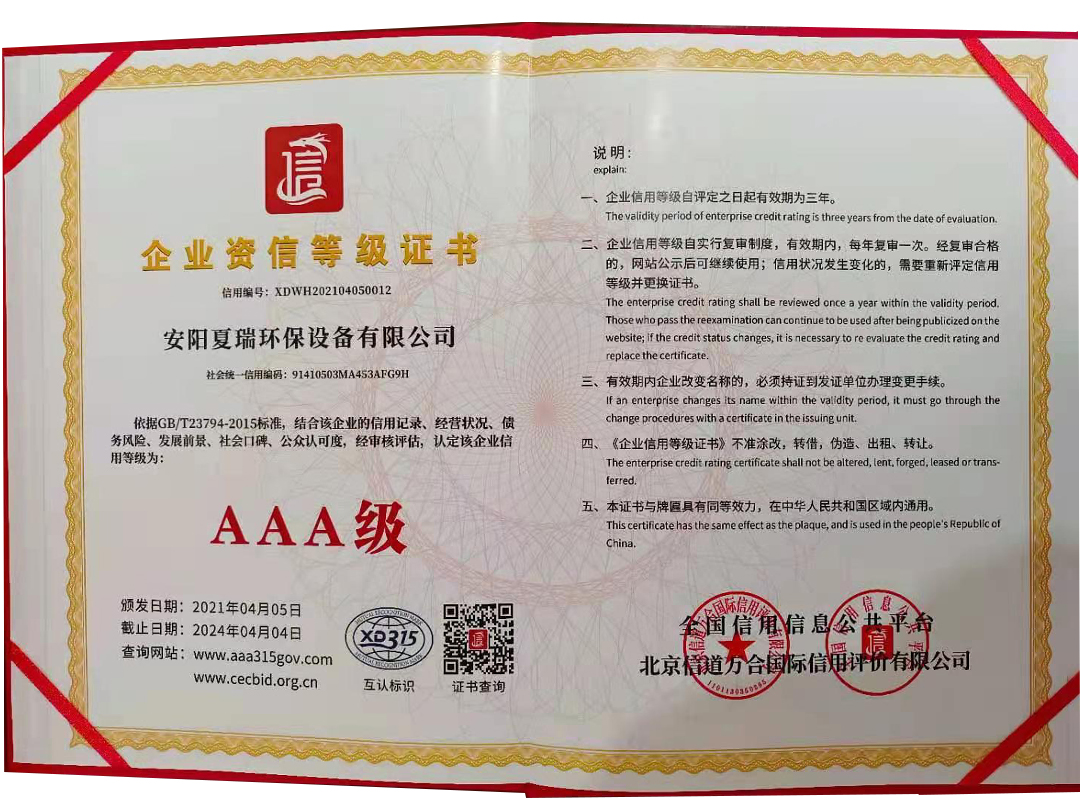 信
企业资信等级证书
信用编号：XDWH202104050012
安阳夏瑞环保设备有限公司
社会统一信用编码：91410503MA453AFG9H
依据GB/T23794-2015标准，结合该企业的信用记录、经营状况、债
务风险、发展前景、社会口碑、公众认可度，经审核评估，认定该企业信
用等级为：
AAA级
颁发日期：2021年04月05日
截止日期：2024年04月04日
查询网站：www.aaa315gov.com
www.cecbid.org.cn
XD315
互认标识
信
证书查询
说明：
explain:
一、企业信用等级自评定之日起有效期为三年。
The validity period of enterprise credit rating is three years from the date of evaluation.
二、企业信用等级自实行复审制度，有效期内，每年复审一次。经复审合格
的，网站公示后可继续使用；信用状况发生变化的，需要重新评定信用
等级并更换证书。
The enterprise credit rating shall be reviewed once a year within the validity period.
Those who pass the reexamination can continue to be used after being publicized on the
website; if the credit status changes, it is necessary to re evaluate the credit rating and
replace the certificate.
三、有效期内企业改变名称的，必须持证到发证单位办理变更手续。
If an enterprise changes its name within the validity period, it must go through the
change procedures with a certificate in the issuing unit.
四、《企业信用等级证书》不准涂改，转借，伪造、出租、转让。
The enterprise credit rating certificate shall not be altered, lent, forged, leased or trans-
ferred.
五、本证书与牌匾具有同等效力，在中华人民共和国区域内通用。
This certificate has the same effect as the plaque, and is used in the people's Republic of
China.
全国信用信息公共平台
北京信道万合国际信用评价有限公司